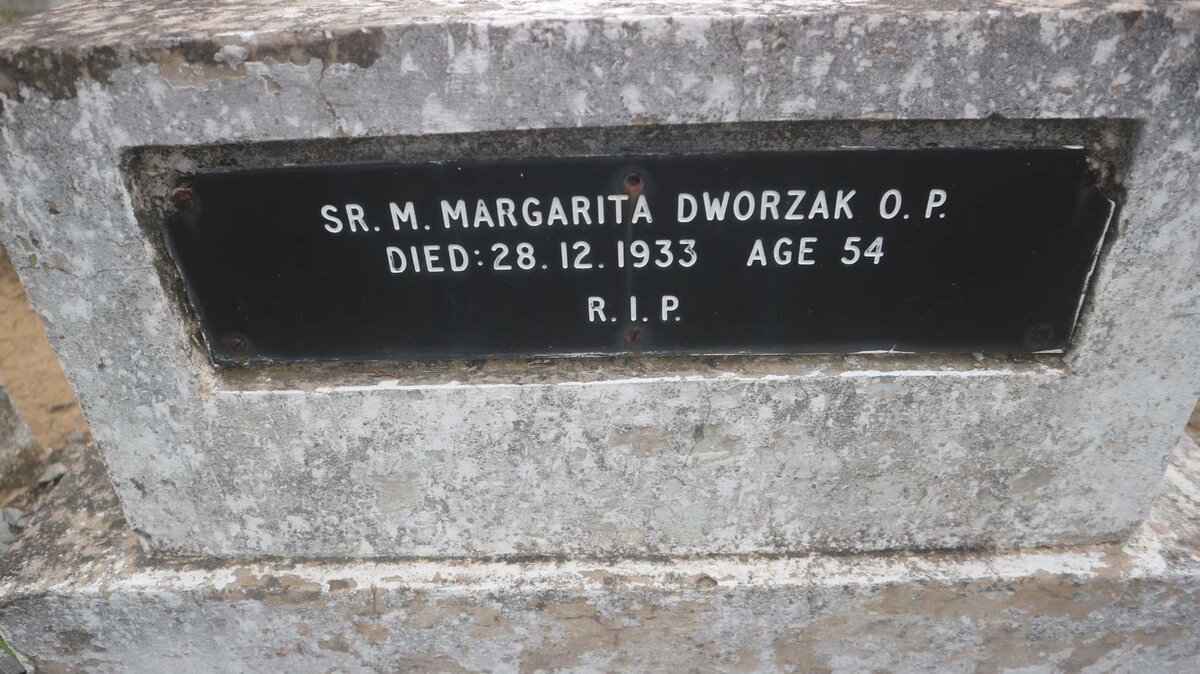 SR. M. MARGARITA DWORZAK O. P.
DIED: 28. 12. 1933 AGE 54
R. I. P.